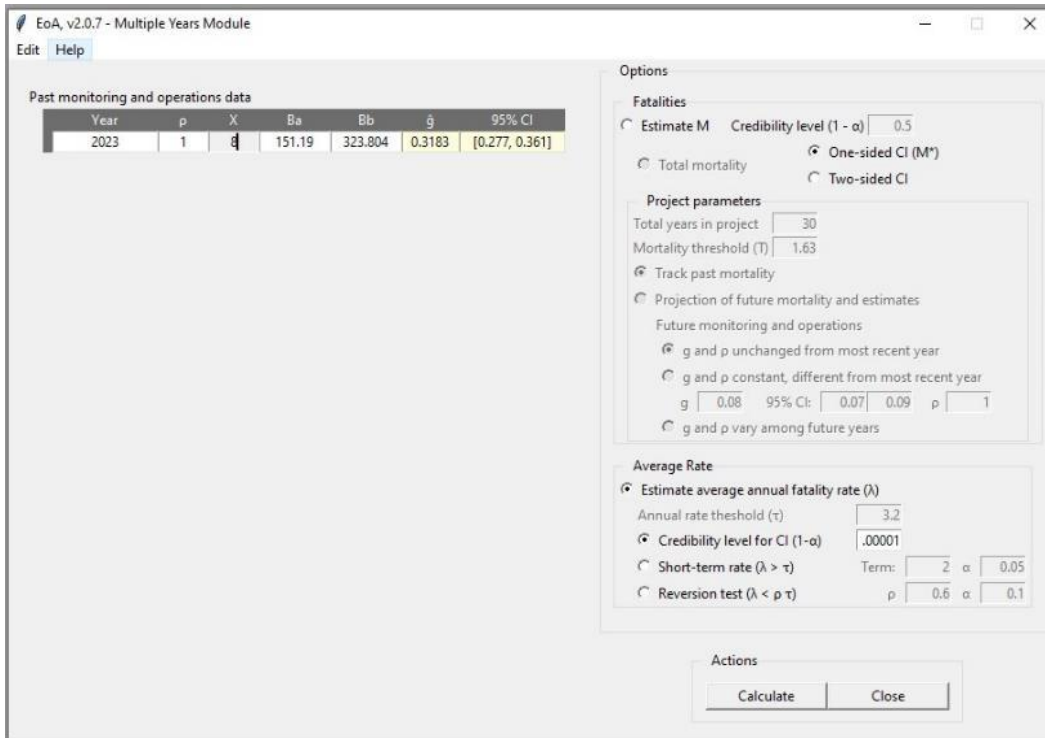 EoA, v2.0.7 - Multiple Years Module
Edit Help
Past monitoring and operations data
Year ρ X Ba Bb ĝ 95% CI
2023 1 8 151.19 323.804 0.3183 [0.277, 0.361]
Options
Fatalities
Estimate M Credibility level (1 - α) 0.5
Total mortality
One-sided CI (M*)
Two-sided CI
Project parameters
Total years in project 30
Mortality threshold (T) 1.63
Track past mortality
Projection of future mortality and estimates
Future monitoring and operations
g and ρ unchanged from most recent year
g and ρ constant, different from most recent year
g 0.08 95% CI: 0.07 0.09 ρ 1
g and ρ vary among future years
Average Rate
Estimate average annual fatality rate (λ)
Annual rate theshold (τ) 3.2
Credibility level for CI (1-α) .00001
Short-term rate (λ > τ) Term: 2 α 0.05
Reversion test (λ < ρ τ) ρ 0.6 α 0.1
Actions
Calculate Close